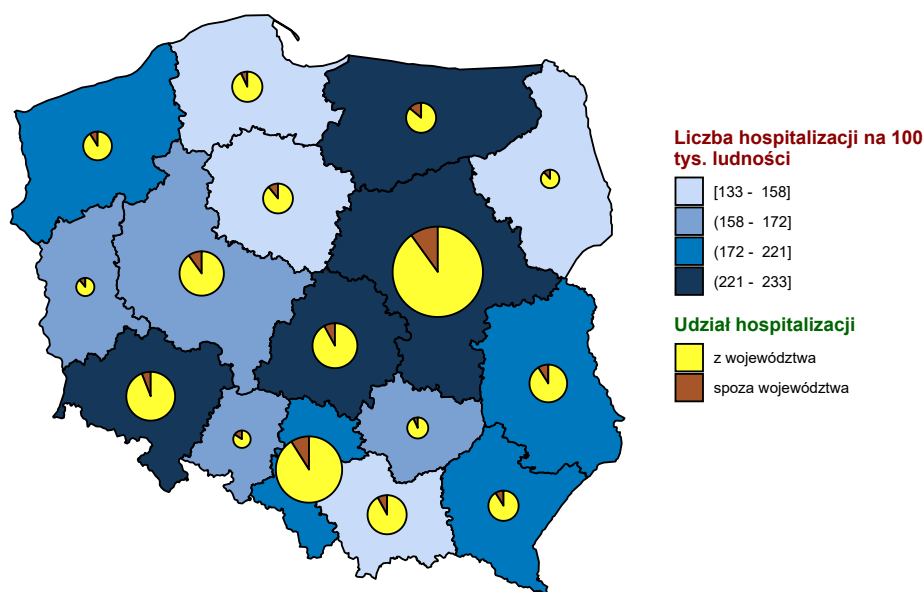 Liczba hospitalizacji na 100
tys. ludności
[133 - 158]
(158 - 172]
(172 - 221]
(221 - 233]
Udział hospitalizacji
z województwa
spoza województwa